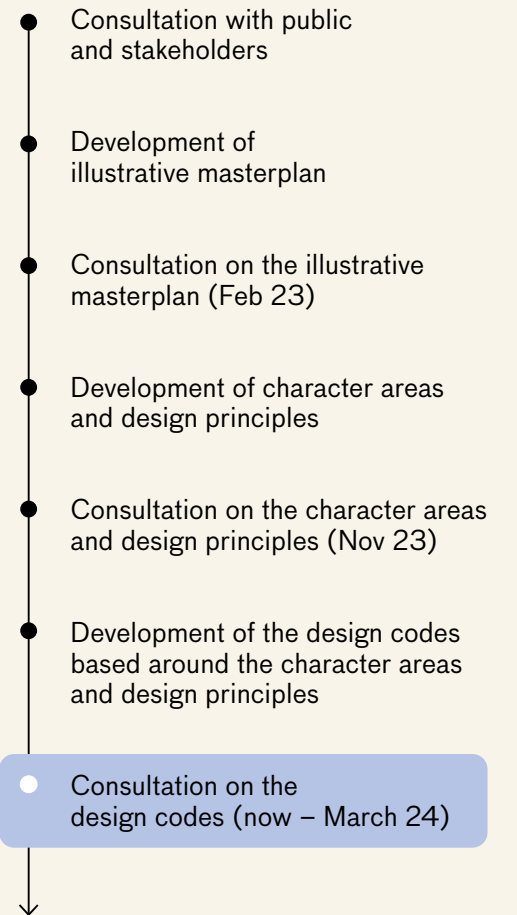 Consultation with public
and stakeholders
Development of
illustrative masterplan
Consultation on the illustrative
masterplan (Feb 23)
Development of character areas
and design principles
Consultation on the character areas
and design principles (Nov 23)
Development of the design codes
based around the character areas
and design principles
Consultation on the
design codes (now – March 24)